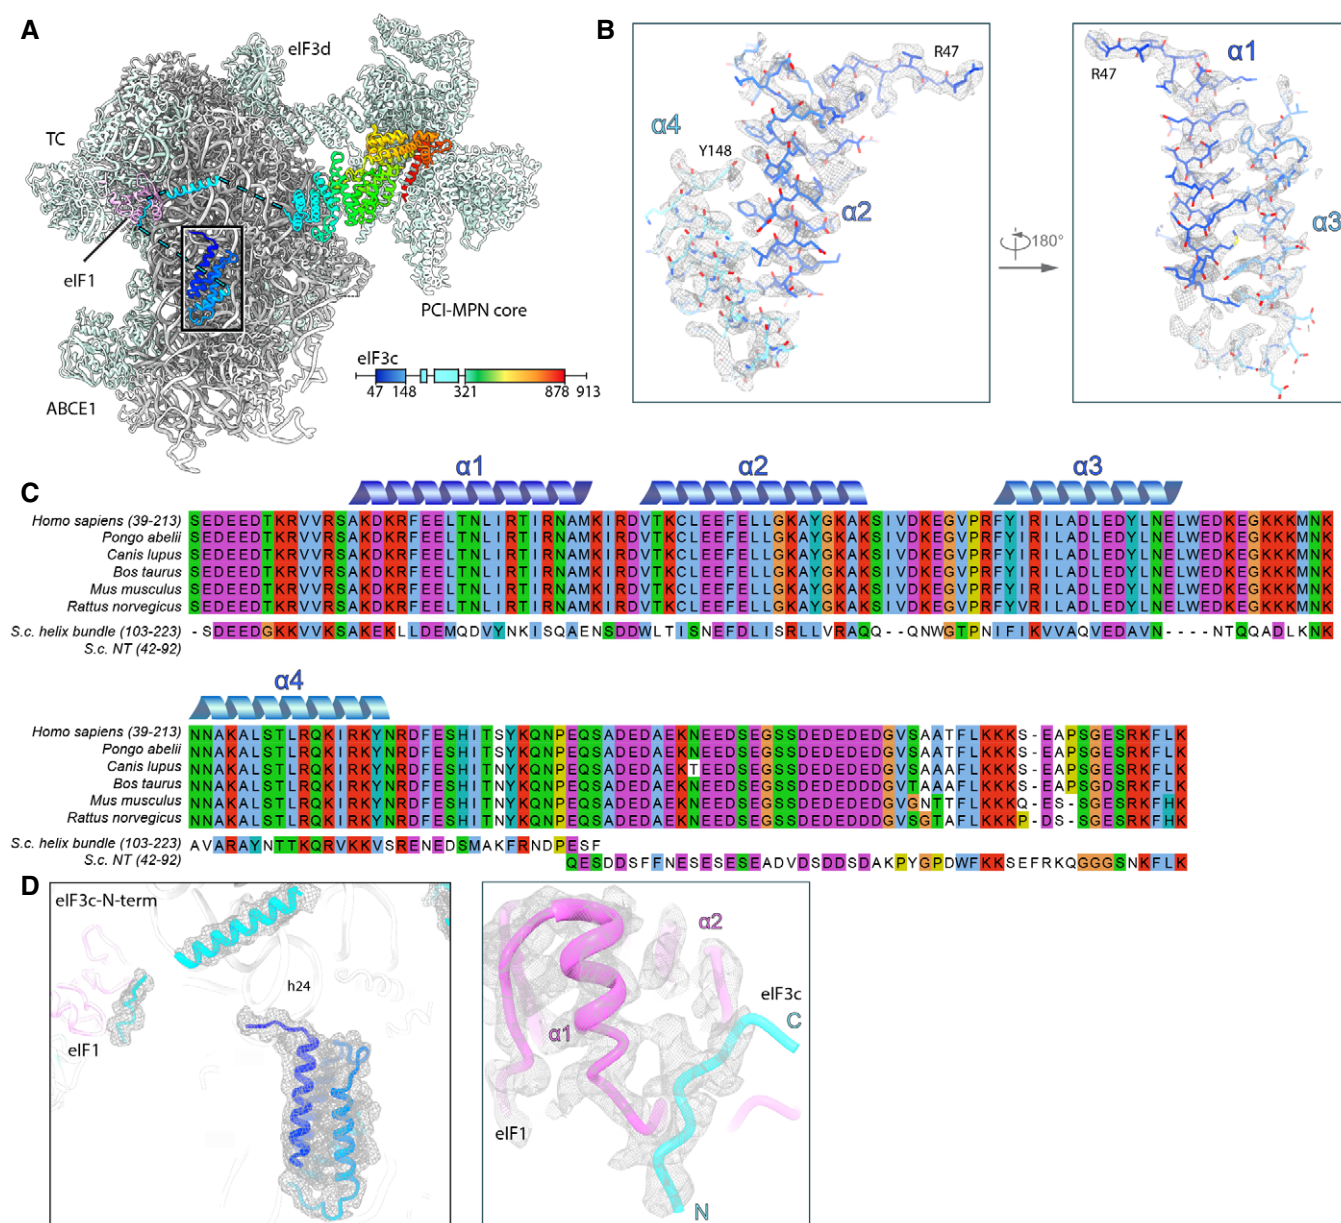 A
eIF3d
TC
eIF1
PCI-MPN core
ABCE1
eIF3c
47 148 321 878 913
B
R47
α4
Y148
α2
180°
α1
R47
α3
C
α1 α2 α3
Homo sapiens (39-213) SEDEEDTKRVVRSAKDKRFEELTNLIRTIRNAMKIRDVTKCLEEFELLGKAYGKAKSIVDKEGVPRFYIRILADLEDYLNELWEDKEGKKKMNK
Pongo abelii SEDEEDTKRVVRSAKDKRFEELTNLIRTIRNAMKIRDVTKCLEEFELLGKAYGKAKSIVDKEGVPRFYIRILADLEDYLNELWEDKEGKKKMNK
Canis lupus SEDEEDTKRVVRSAKDKRFEELTNLIRTIRNAMKIRDVTKCLEEFELLGKAYGKAKSIVDKEGVPRFYIRILADLEDYLNELWEDKEGKKKMNK
Bos taurus SEDEEDTKRVVRSAKDKRFEELTNLIRTIRNAMKIRDVTKCLEEFELLGKAYGKAKSIVDKEGVPRFYIRILADLEDYLNELWEDKEGKKKMNK
Mus musculus SEDEEDTKRVVRSAKDKRFEELTNLIRTIRNAMKIRDVTKCLEEFELLGKAYGKAKSIVDKEGVPRFYIRILADLEDYLNELWEDKEGKKKMNK
Rattus norvegicus SEDEEDTKRVVRSAKDKRFEELTNLIRTIRNAMKIRDVTKCLEEFELLGKAYGKAKSIVDKEGVPRFYVRILADLEDYLNELWEDKEGKKKMNK
S.c. helix bundle (103-223) -SDEEDGKKVVKSAKEKLLDEMQDVYNKISQAENSDDWLTISNEFDLISRLLVRAQQ--QNWGTPNIFIKVVAQVEDAVN----NTQQADLKNK
S.c. NT (42-92)
α4
Homo sapiens (39-213) NNAKALSTLRQKIRKYNRDFESHITSYKQNPEQSADEDAEKNEEDSEGSSDEDEDEDGVSAATFLKKKS-EAPSGESRKFLK
Pongo abelii NNAKALSTLRQKIRKYNRDFESHITNYKQNPEQSADEDAEKNEEDSEGSSDEDEDEDGVSAATFLKKKS-EAPSGESRKFLK
Canis lupus NNAKALSTLRQKIRKYNRDFESHITNYKQNPEQSADEDAEKTEEDSEGSSDEDEDEDGVSAAAFLKKKS-EAPSGESRKFLK
Bos taurus NNAKALSTLRQKIRKYNRDFESHITNYKQNPEQSADEDAEKNEEDSEGSSDEDEDDDGVTAAAFLKKKS-EAPSGDSRKFLK
Mus musculus NNAKALSTLRQKIRKYNRDFESHITNYKQNPEQSADEDAEKNEEDSEGSSDEDEDDDGVGNTTFLKKKQ-ES-SGESRKFHK
Rattus norvegicus NNAKALSTLRQKIRKYNRDFESHITNYKQNPEQSADEDAEKNEEDSEGSSDEDEDDDGVSGTAFLKKKP-DS-SGESRKFHK
S.c. helix bundle (103-223) AVARAYNTTKQRVKKVSRENEDSMAKFRNDPESF
S.c. NT (42-92) QESDDSFFNESESESEADVDSDDSDAKPYGPDWFKKSEFRKQGGGSNKFLK
D
eIF3c-N-term
h24
eIF1
α2
eIF3c
C
α1
eIF1
N